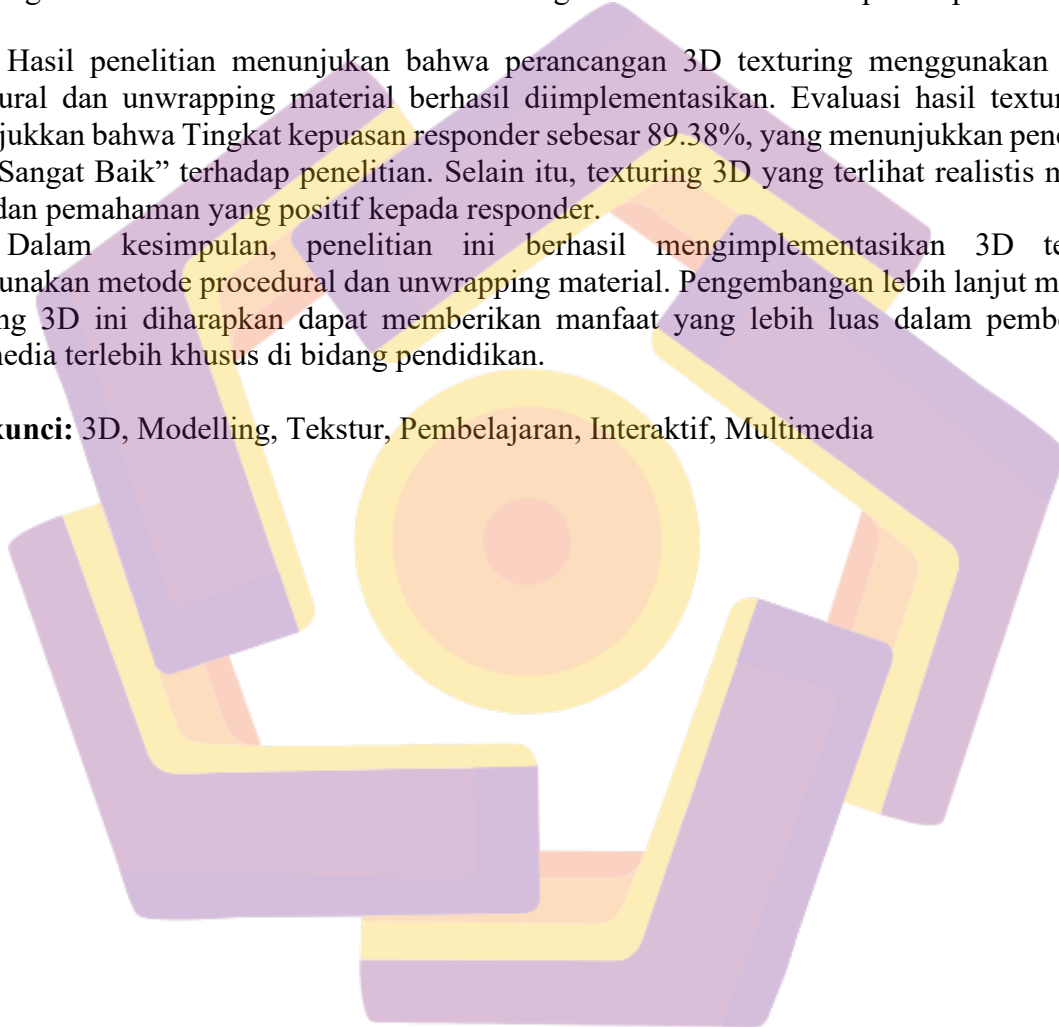 Hasil penelitian menunjukan bahwa perancangan 3D texturing menggunakan
ural dan unwrapping material berhasil diimplementasikan. Evaluasi hasil textur
jukkan bahwa Tingkat kepuasan responder sebesar 89.38%, yang menunjukkan pen
Sangat Baik” terhadap penelitian. Selain itu, texturing 3D yang terlihat realistis m
dan pemahaman yang positif kepada responder.
Dalam kesimpulan, penelitian ini berhasil mengimplementasikan 3D te
unakan metode procedural dan unwrapping material. Pengembangan lebih lanjut m
ng 3D ini diharapkan dapat memberikan manfaat yang lebih luas dalam pemb
nedia terlebih khusus di bidang pendidikan.
kunci: 3D, Modelling, Tekstur, Pembelajaran, Interaktif, Multimedia